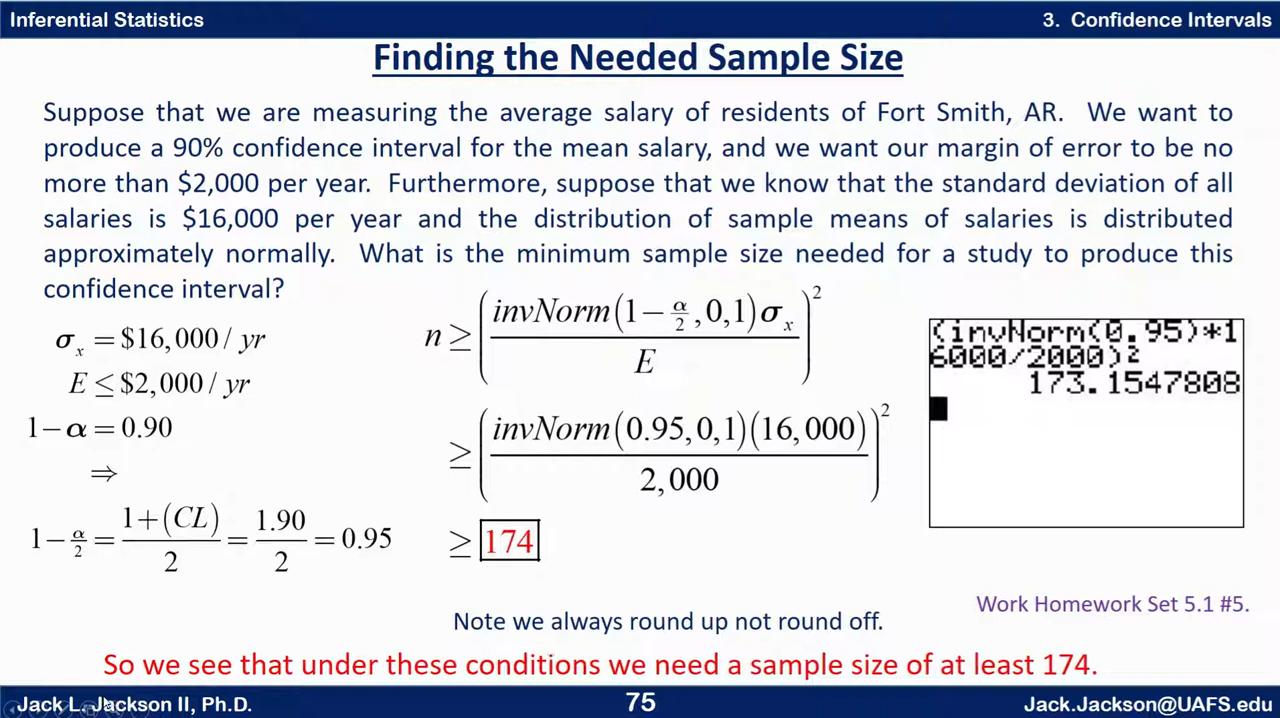 Inferential Statistics
3. Confidence Intervals
Finding the Needed Sample Size
Suppose that we are measuring the average salary of residents of Fort Smith, AR. We want to
produce a 90% confidence interval for the mean salary, and we want our margin of error to be no
more than $2,000 per year. Furthermore, suppose that we know that the standard deviation of all
salaries is $16,000 per year and the distribution of sample means of salaries is distributed
approximately normally. What is the minimum sample size needed for a study to produce this
confidence interval?
σₓ = $16,000 / yr
E ≤ $2,000 / yr
1−α = 0.90
⇒
1−α/2 = (1+(CL))/2 = 1.90/2 = 0.95
n ≥ (invNorm(1−α/2,0,1)σₓ / E)²
≥ (invNorm(0.95,0,1)(16,000) / 2,000)²
≥ 174
(invNorm(0.95)*1
6000/2000)²
173.1547808
Work Homework Set 5.1 #5.
Note we always round up not round off.
So we see that under these conditions we need a sample size of at least 174.
Jack L. Jackson II, Ph.D.
75
Jack.Jackson@UAFS.edu